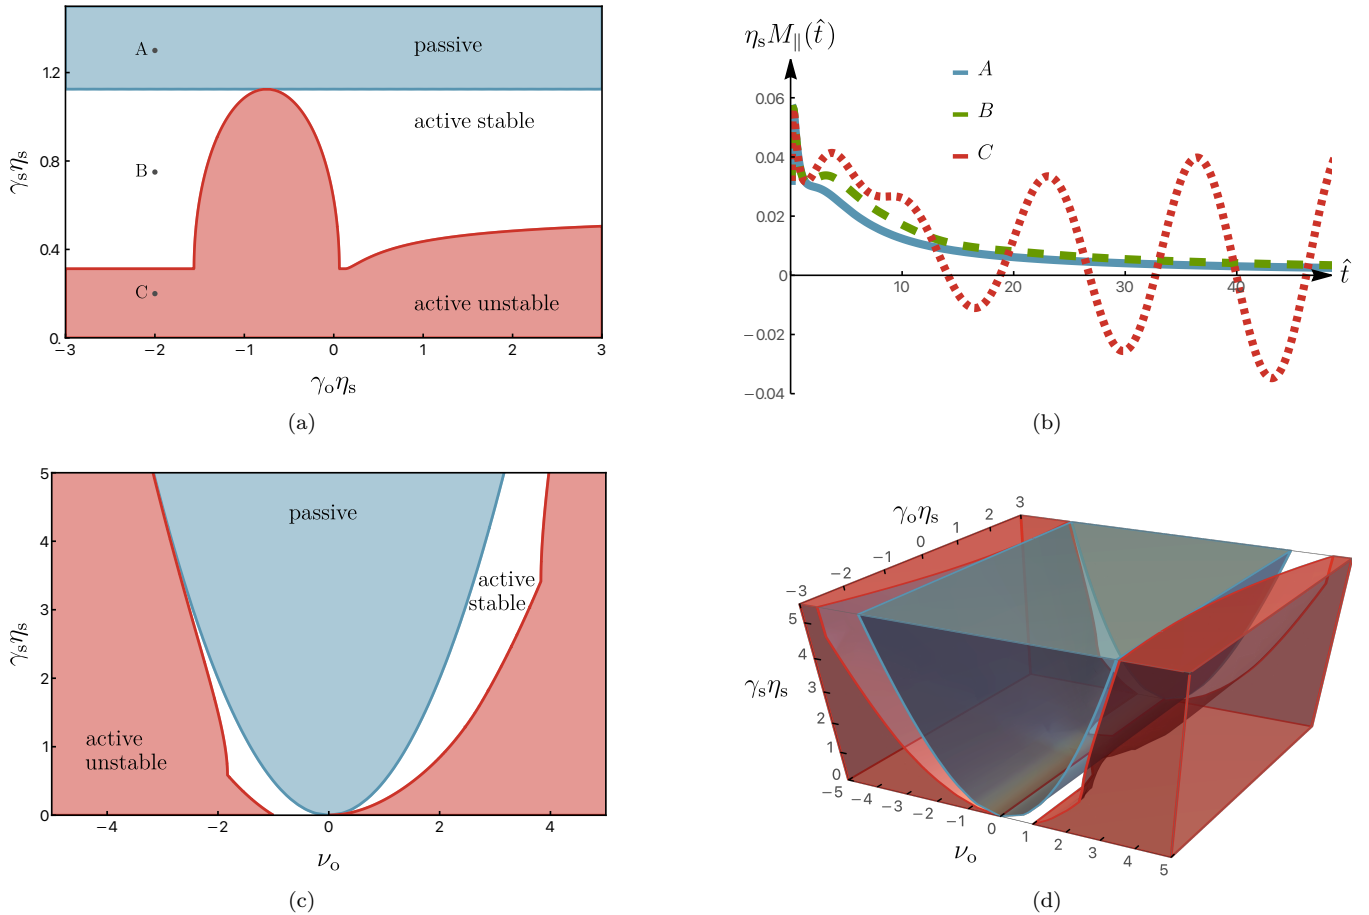 passive
active stable
active unstable
A
B
C
0.
0.4
0.8
1.2
−3
−2
−1
0
1
2
3
γₛηₛ
γₒηₛ
(a)
ηₛM∥(t̂)
A
B
C
0.06
0.04
0.02
0
−0.02
−0.04
10
20
30
40
t̂
(b)
passive
active
stable
active
unstable
5
4
3
2
1
0
−4
−2
0
2
4
γₛηₛ
νₒ
(c)
γₒηₛ
−3
−2
−1
0
1
2
3
γₛηₛ
5
4
3
2
1
0
−5
−4
−3
−2
−1
0
1
2
3
4
5
νₒ
(d)